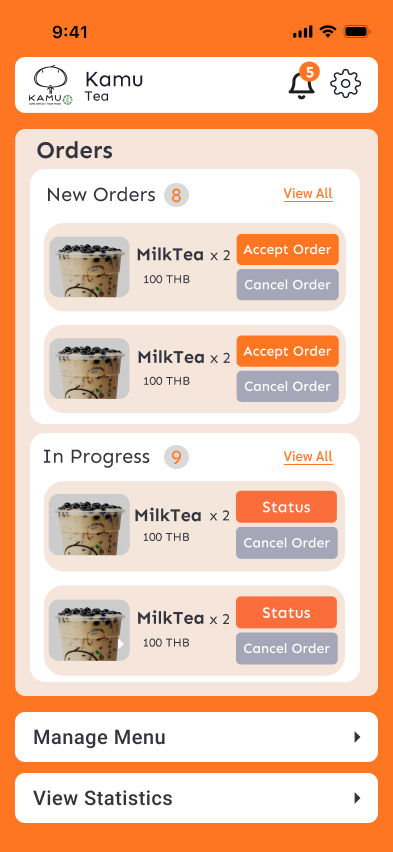 9:41
KAMU
Kamu
Tea
5
Orders
New Orders 8
View All
MilkTea x 2
100 THB
Accept Order
Cancel Order
MilkTea x 2
100 THB
Accept Order
Cancel Order
In Progress 9
View All
MilkTea x 2
100 THB
Status
Cancel Order
MilkTea x 2
100 THB
Status
Cancel Order
Manage Menu
View Statistics